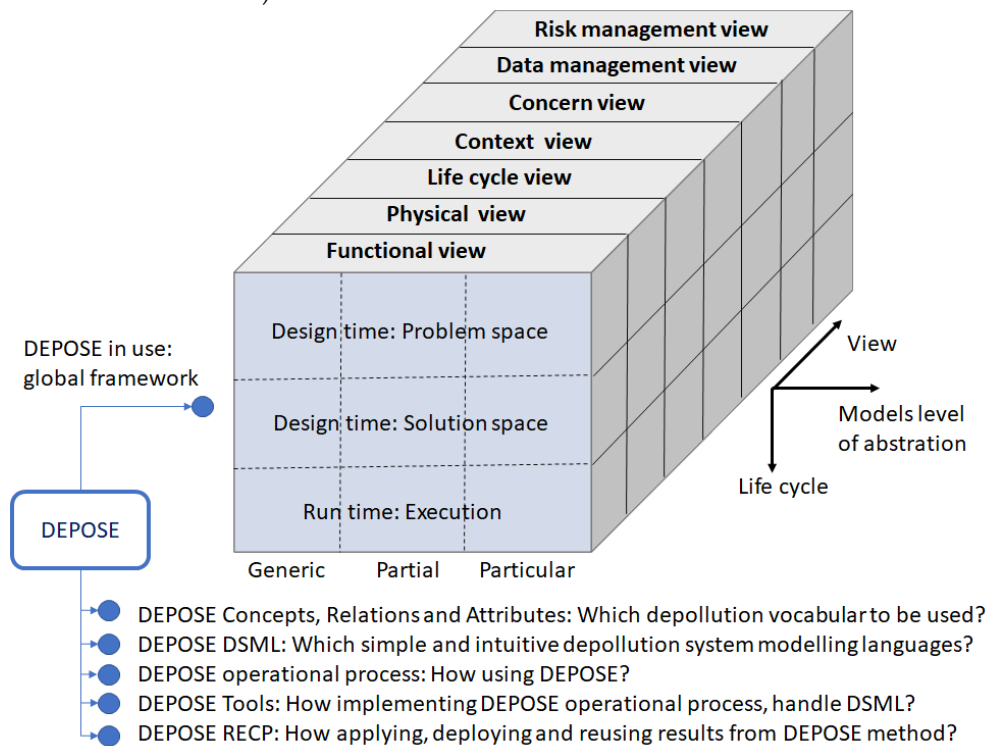 Risk management view
Data management view
Concern view
Context view
Life cycle view
Physical view
Functional view
Design time: Problem space
DEPOSE in use:
global framework
View
Design time: Solution space
Models level
of abstration
Life cycle
Run time: Execution
DEPOSE
Generic Partial Particular
DEPOSE Concepts, Relations and Attributes: Which depollution vocabular to be used?
DEPOSE DSML: Which simple and intuitive depollution system modelling languages?
DEPOSE operational process: How using DEPOSE?
DEPOSE Tools: How implementing DEPOSE operational process, handle DSML?
DEPOSE RECP: How applying, deploying and reusing results from DEPOSE method?